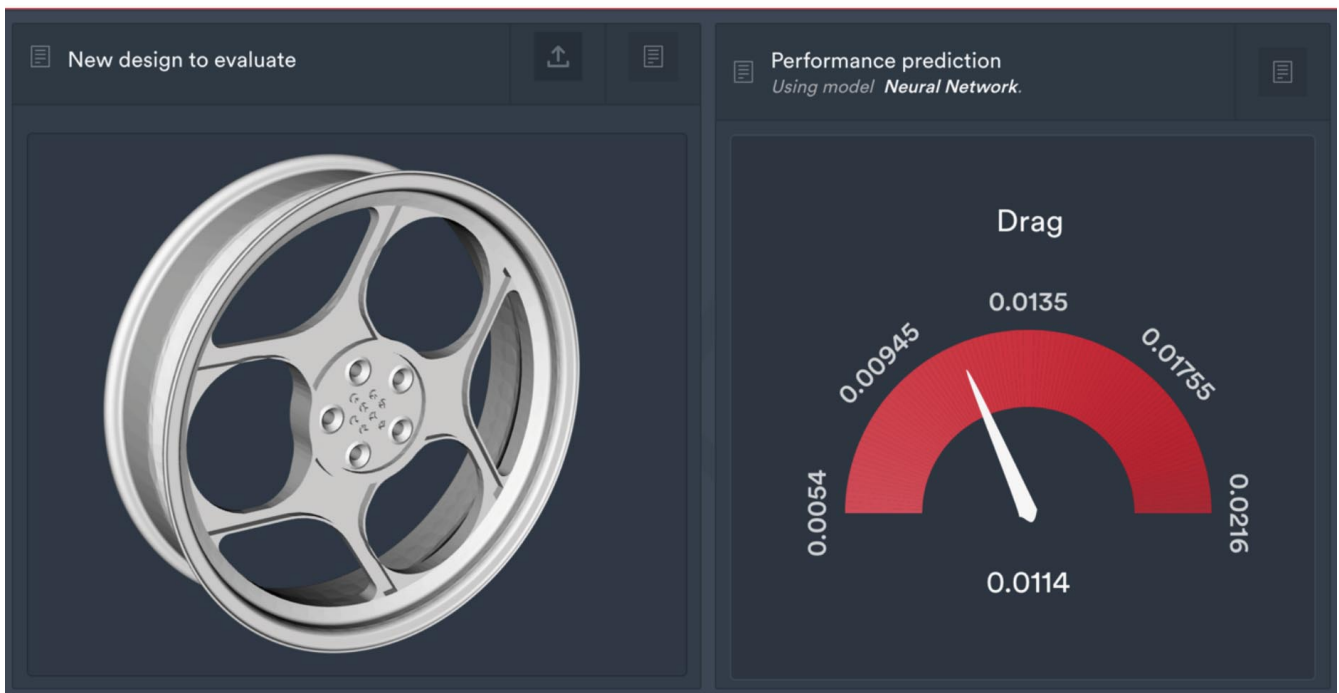 New design to evaluate
Performance prediction
Using model Neural Network.
Drag
0.0054
0.00945
0.0135
0.01755
0.0216
0.0114